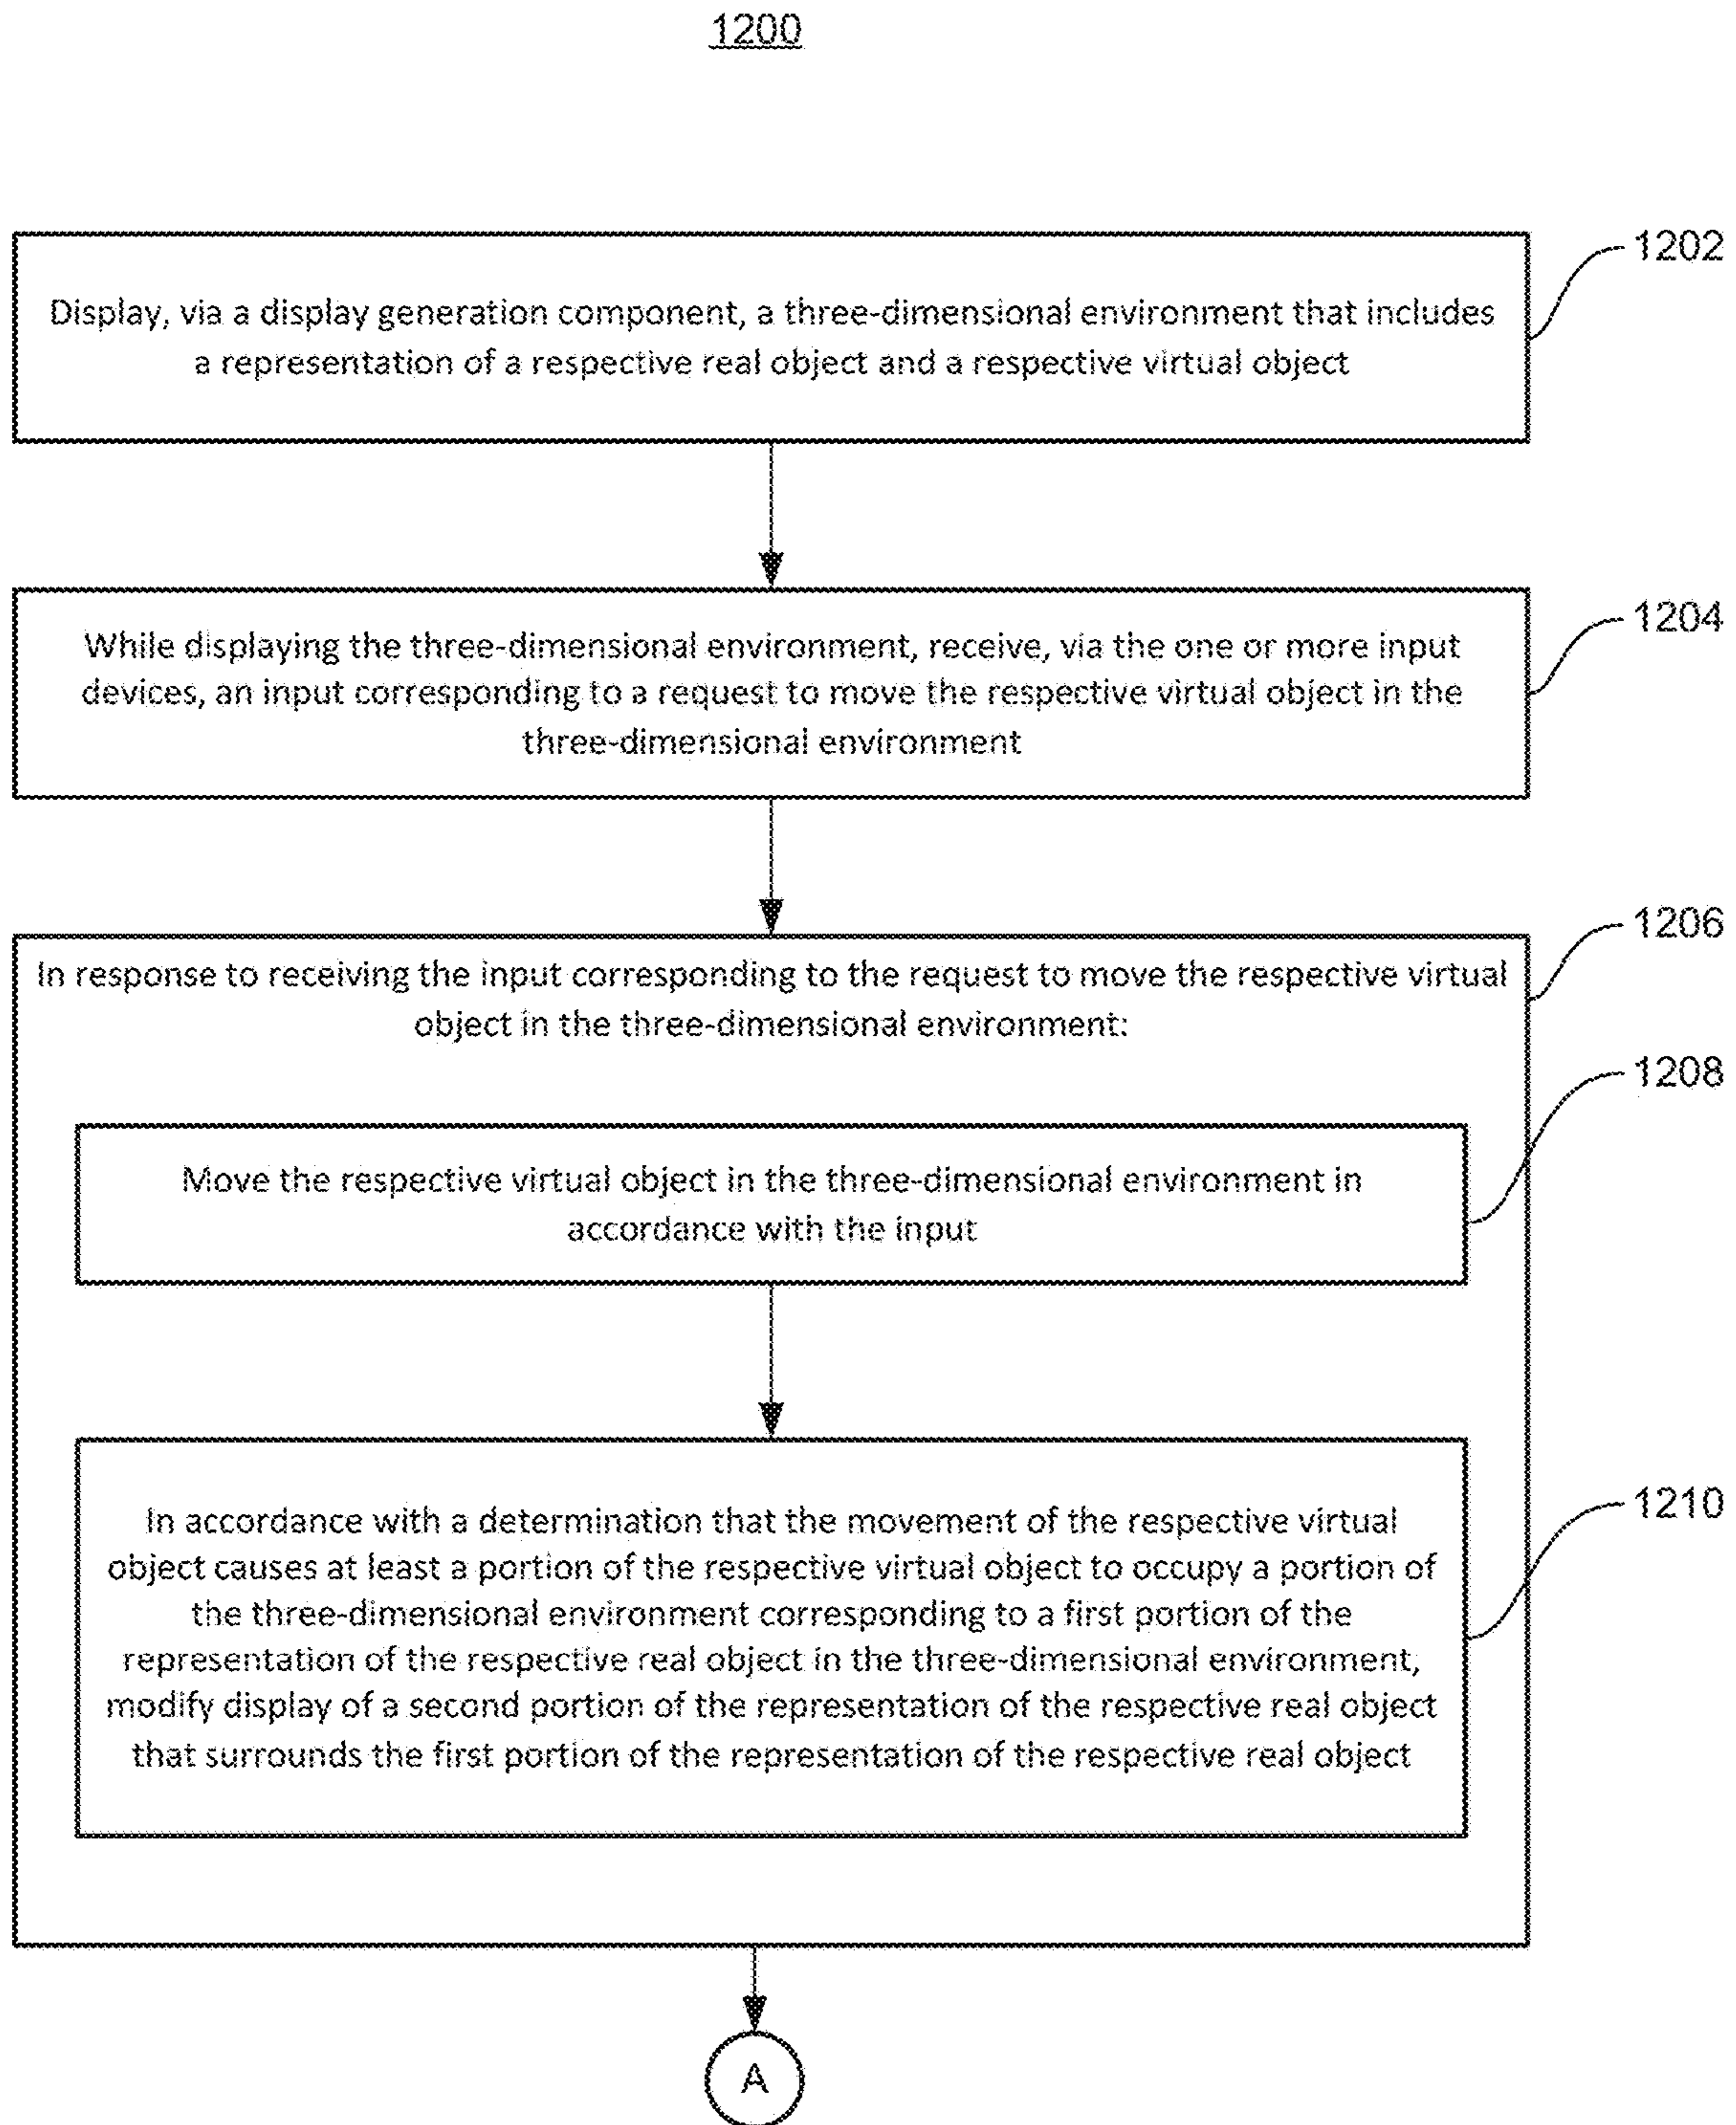 1200
1202
Display, via a display generation component, a three-dimensional environment that includes
a representation of a respective real object and a respective virtual object
1204
While displaying the three-dimensional environment, receive, via the one or more input
devices, an input corresponding to a request to move the respective virtual object in the
three-dimensional environment
1206
In response to receiving the input corresponding to the request to move the respective virtual
object in the three-dimensional environment:
1208
Move the respective virtual object in the three-dimensional environment in
accordance with the input
1210
In accordance with a determination that the movement of the respective virtual
object causes at least a portion of the respective virtual object to occupy a portion of
the three-dimensional environment corresponding to a first portion of the
representation of the respective real object in the three-dimensional environment,
modify display of a second portion of the representation of the respective real object
that surrounds the first portion of the representation of the respective real object
A